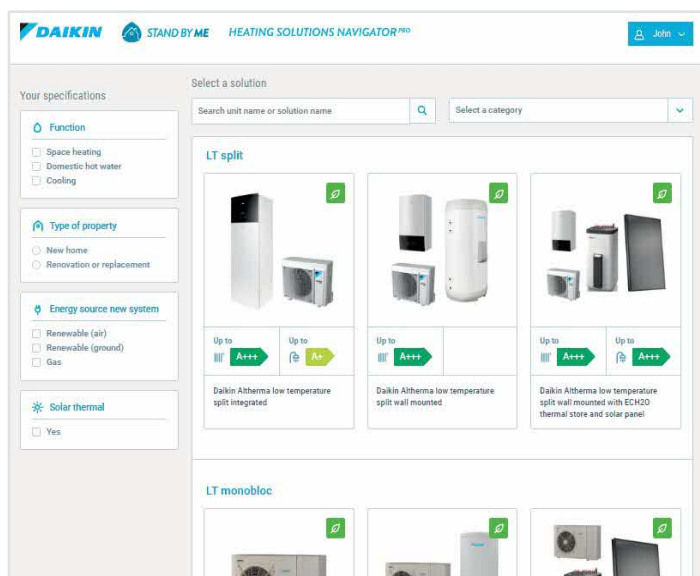 DAIKIN STAND BY ME HEATING SOLUTIONS NAVIGATOR PRO
John
Your specifications
Function
Space heating
Domestic hot water
Cooling
Type of property
New home
Renovation or replacement
Energy source new system
Renewable (air)
Renewable (ground)
Gas
Solar thermal
Yes
Select a solution
Search unit name or solution name
Select a category
LT split
Up to
A+++
Up to
A+
Daikin Altherma low temperature
split integrated
Up to
A+++
Daikin Altherma low temperature
split wall mounted
Up to
A+++
Up to
A+++
Daikin Altherma low temperature
split wall mounted with ECH2O
thermal store and solar panel
LT monobloc